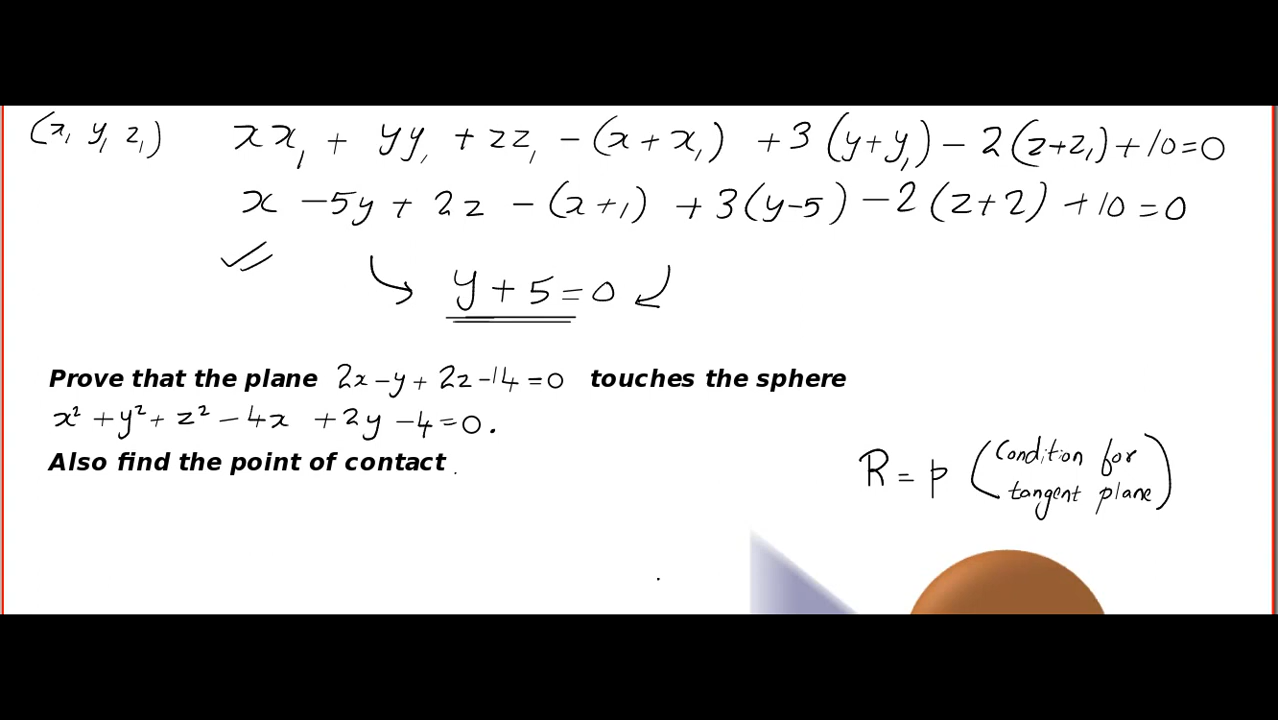 (x₁ y₁ z₁) xx₁ + yy₁ + zz₁ - (x + x₁) + 3 (y+y₁) - 2 (z+z₁) + 10 = 0
x - 5y + 2z - (x+1) + 3(y-5) - 2 (z+2) + 10 = 0
y + 5 = 0
Prove that the plane 2x - y + 2z - 14 = 0 touches the sphere
x² + y² + z² - 4x + 2y - 4 = 0.
Also find the point of contact .
R = p (Condition for
tangent plane)